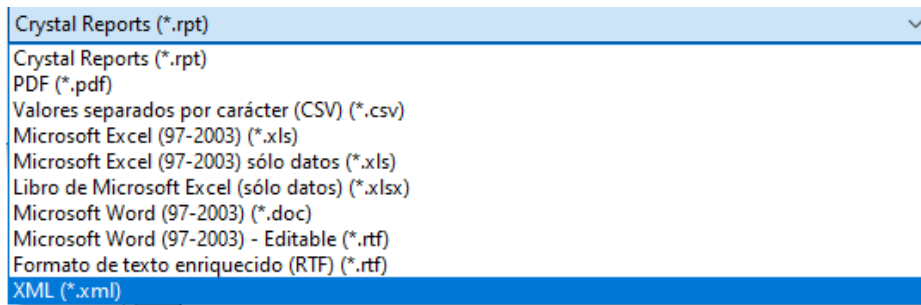 Crystal Reports (*.rpt)
Crystal Reports (*.rpt)
PDF (*.pdf)
Valores separados por carácter (CSV) (*.csv)
Microsoft Excel (97-2003) (*.xls)
Microsoft Excel (97-2003) sólo datos (*.xls)
Libro de Microsoft Excel (sólo datos) (*.xlsx)
Microsoft Word (97-2003) (*.doc)
Microsoft Word (97-2003) - Editable (*.rtf)
Formato de texto enriquecido (RTF) (*.rtf)
XML (*.xml)